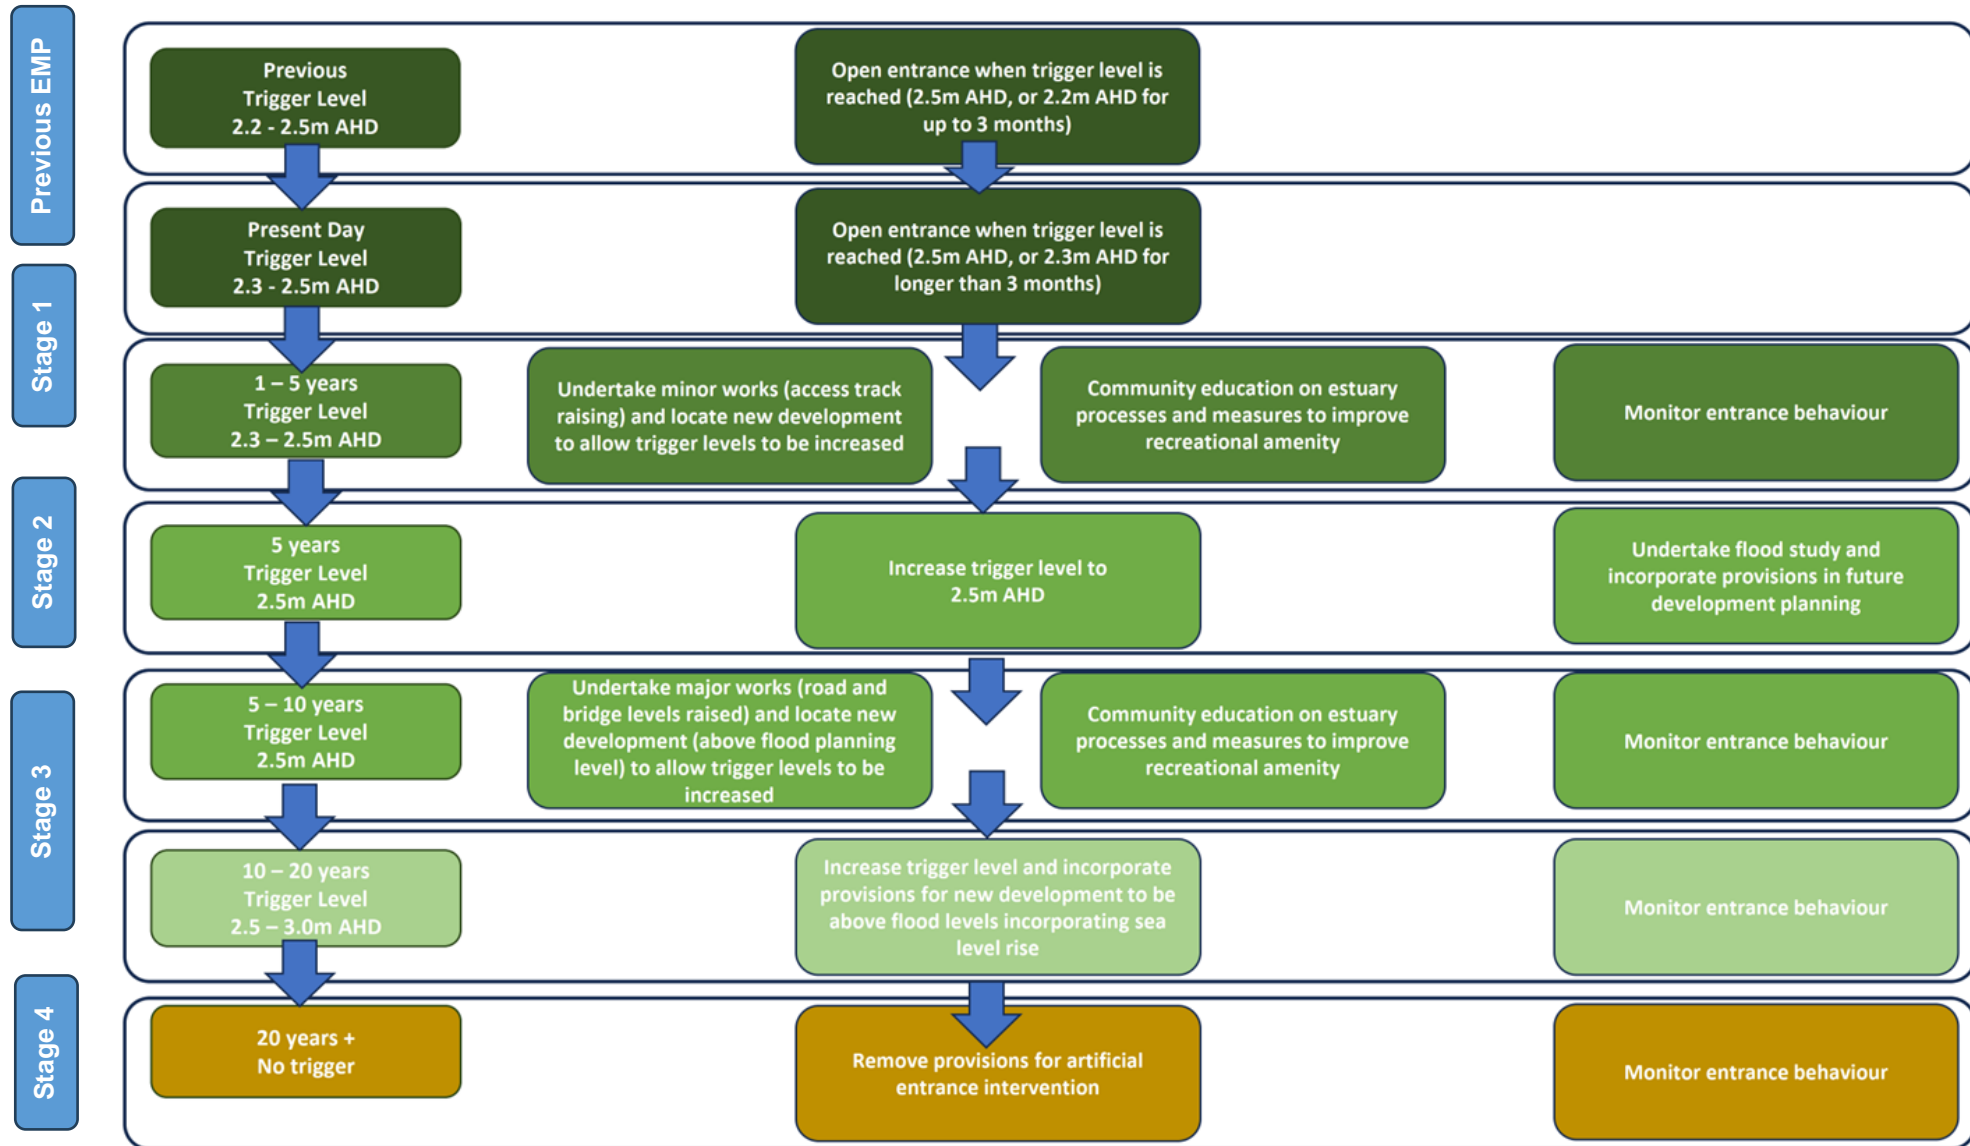 Previous EMP
Previous
Trigger Level
2.2 - 2.5m AHD
Open entrance when trigger level is
reached (2.5m AHD, or 2.2m AHD for
up to 3 months)
Present Day
Trigger Level
2.3 - 2.5m AHD
Open entrance when trigger level is
reached (2.5m AHD, or 2.3m AHD for
longer than 3 months)
Stage 1
1 – 5 years
Trigger Level
2.3 – 2.5m AHD
Undertake minor works (access track
raising) and locate new development
to allow trigger levels to be increased
Community education on estuary
processes and measures to improve
recreational amenity
Monitor entrance behaviour
Stage 2
5 years
Trigger Level
2.5m AHD
Increase trigger level to
2.5m AHD
Undertake flood study and
incorporate provisions in future
development planning
Stage 3
5 – 10 years
Trigger Level
2.5m AHD
Undertake major works (road and
bridge levels raised) and locate new
development (above flood planning
level) to allow trigger levels to be
increased
Community education on estuary
processes and measures to improve
recreational amenity
Monitor entrance behaviour
10 – 20 years
Trigger Level
2.5 – 3.0m AHD
Increase trigger level and incorporate
provisions for new development to be
above flood levels incorporating sea
level rise
Monitor entrance behaviour
Stage 4
20 years +
No trigger
Remove provisions for artificial
entrance intervention
Monitor entrance behaviour